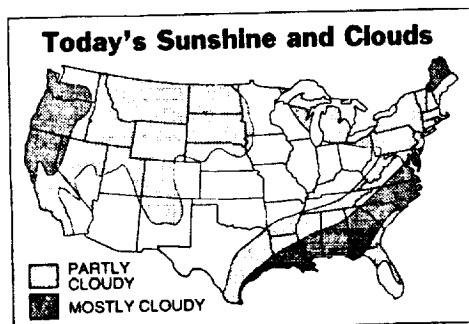 Today's Sunshine and Clouds
PARTLY
CLOUDY
MOSTLY CLOUDY